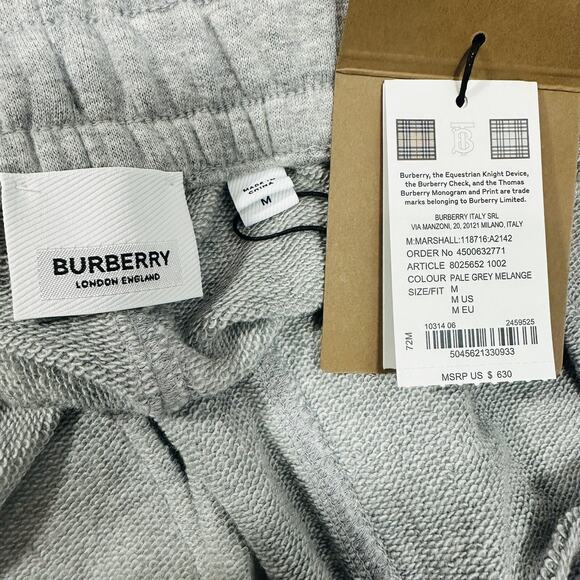 BURBERRY
LONDON ENGLAND
MADE IN
CHINA
M
B
Burberry, the Equestrian Knight Device,
the Burberry Check, and the Thomas
Burberry Monogram and Print are trade
marks belonging to Burberry Limited.
BURBERRY ITALY SRL
VIA MANZONI, 20, 20121 MILANO, ITALY
M:MARSHALL:118716:A2142
ORDER No 4500632771
ARTICLE 8025652 1002
COLOUR PALE GREY MELANGE
SIZE/FIT M
M US
M EU
72M
10314 06 2459525
5045621330933
MSRP US $ 630